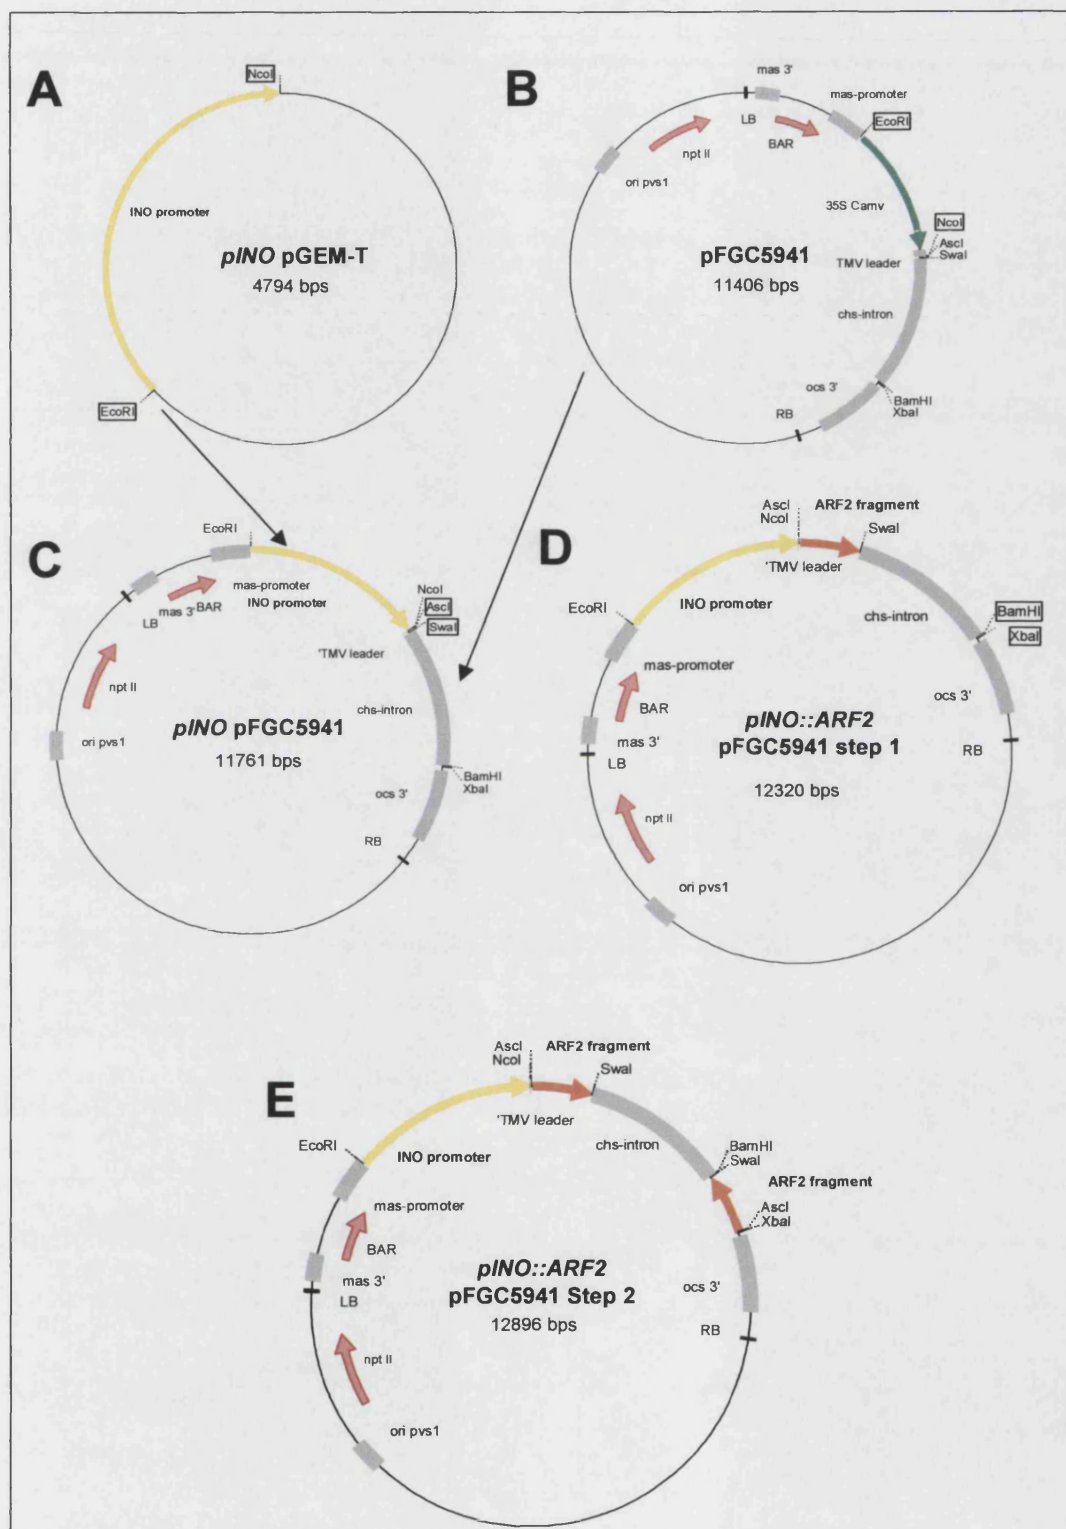 A
NcoI
INO promoter
pINO pGEM-T
4794 bps
EcoRI
B
mas 3'
mas-promoter
EcoRI
LB
BAR
npt II
ori pvs1
35S Camv
NcoI
AscI
SwaI
TMV leader
pFGC5941
11406 bps
chs-intron
ocs 3'
BamHI
XbaI
RB
C
EcoRI
mas-promoter
INO promoter
mas 3'
BAR
LB
NcoI
AscI
SwaI
'TMV leader
npt II
chs-intron
pINO pFGC5941
11761 bps
ori pvs1
BamHI
XbaI
ocs 3'
RB
D
AscI
NcoI
ARF2 fragment
SwaI
'TMV leader
INO promoter
EcoRI
chs-intron
BamHI
XbaI
mas-promoter
BAR
ocs 3'
pINO::ARF2
pFGC5941 step 1
mas 3'
LB
RB
12320 bps
npt II
ori pvs1
E
AscI
NcoI
ARF2 fragment
SwaI
'TMV leader
EcoRI
INO promoter
chs-intron
BamHI
SwaI
ARF2 fragment
AscI
XbaI
mas-promoter
BAR
pINO::ARF2
pFGC5941 Step 2
12896 bps
mas 3'
LB
ocs 3'
RB
npt II
ori pvs1